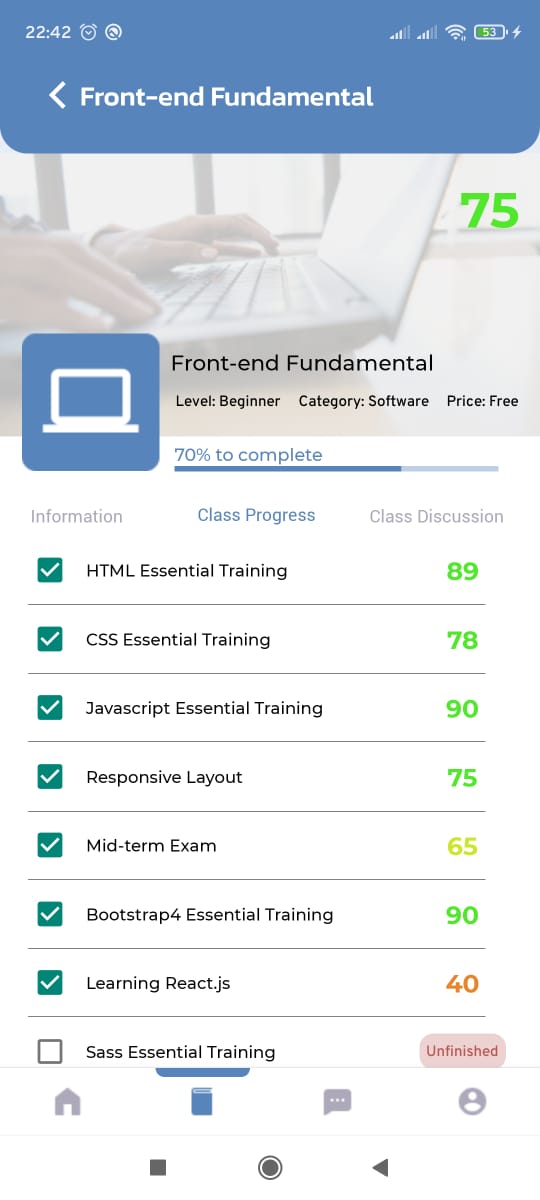 22:42
53
Front-end Fundamental
75
Front-end Fundamental
Level: Beginner Category: Software Price: Free
70% to complete
Information Class Progress Class Discussion
HTML Essential Training 89
CSS Essential Training 78
Javascript Essential Training 90
Responsive Layout 75
Mid-term Exam 65
Bootstrap4 Essential Training 90
Learning React.js 40
Sass Essential Training Unfinished